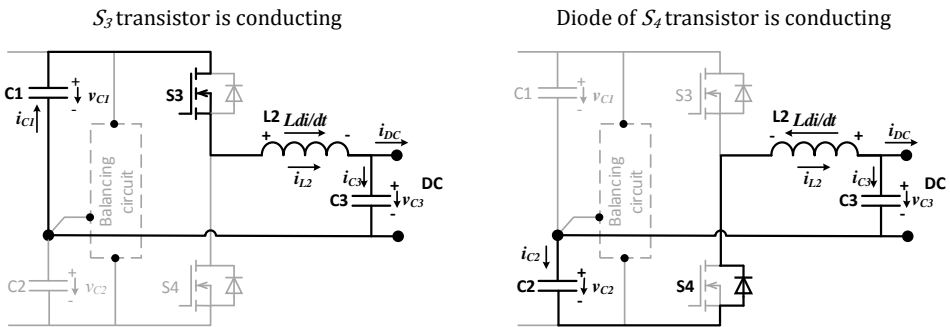 S3 transistor is conducting
C1
+
-
vC1
iC1
S3
L2
Ldi/dt
+
-
iL2
iDC
iC3
C3
+
-
vC3
DC
Balancing
circuit
C2
+
-
vC2
S4
Diode of S4 transistor is conducting
C1
+
-
vC1
S3
L2
Ldi/dt
-
+
iL2
iDC
iC3
C3
+
-
vC3
DC
Balancing
circuit
iC2
C2
+
-
vC2
S4